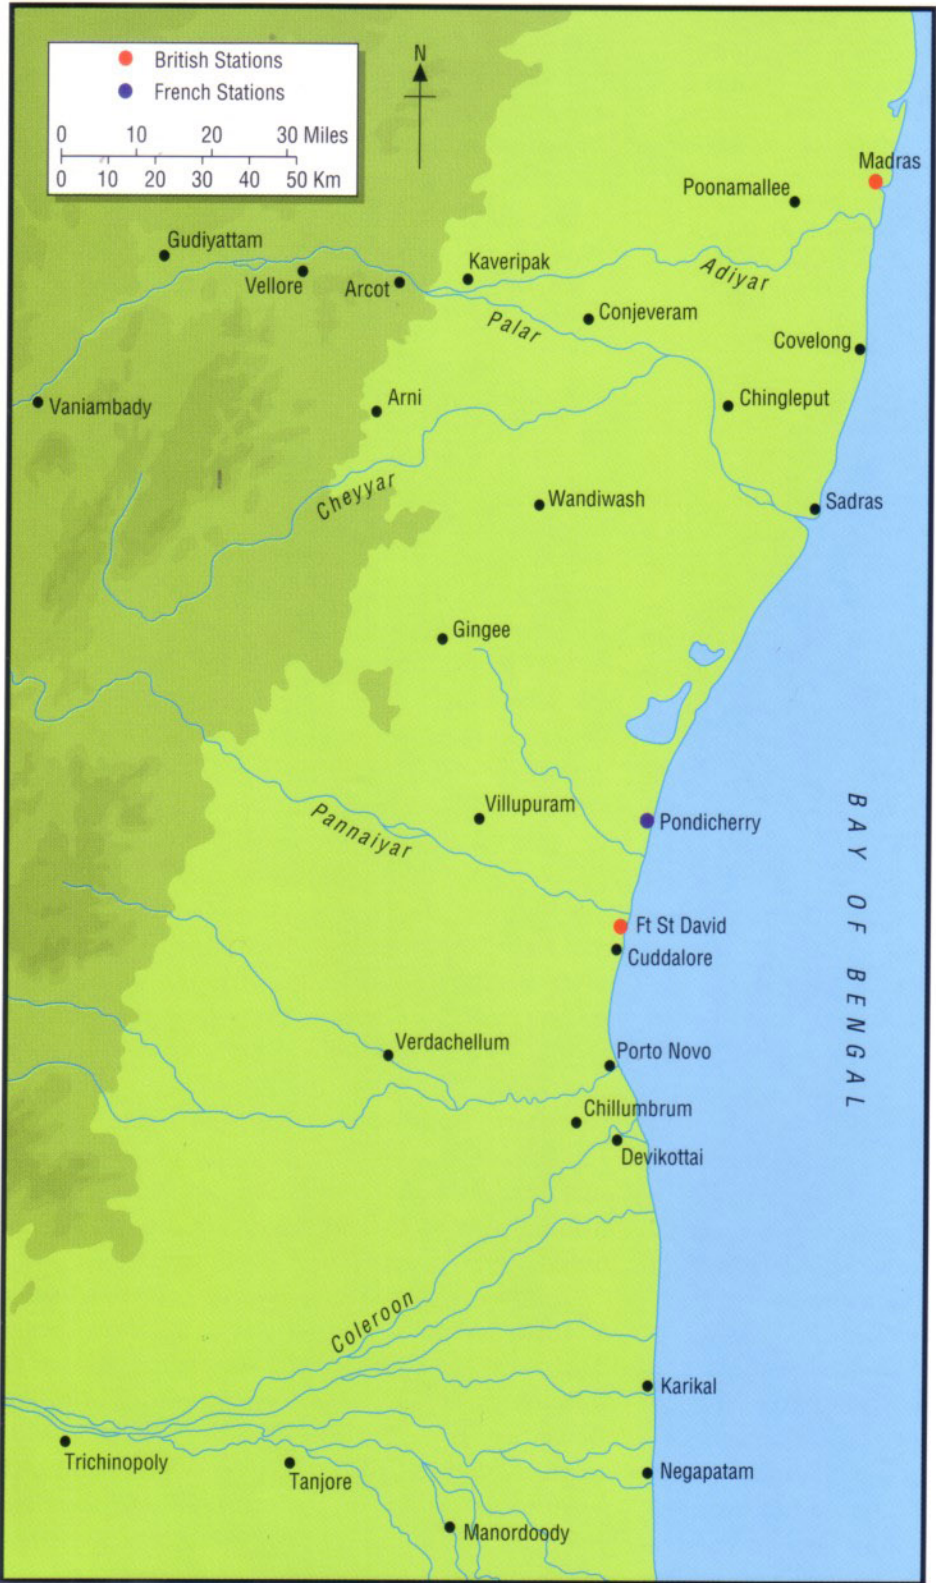 British Stations
French Stations
0 10 20 30 Miles
0 10 20 30 40 50 Km
N
Madras
Poonamallee
Gudiyattam
Kaveripak
Adiyar
Vellore
Arcot
Palar
Conjeveram
Covelong
Vaniambady
Arni
Chingleput
Cheyyar
Wandiwash
Sadras
Gingee
Villupuram
Pannaiyar
Pondicherry
BAY OF BENGAL
Ft St David
Cuddalore
Verdachellum
Porto Novo
Chillumbrum
Devikottai
Coleroon
Karikal
Trichinopoly
Tanjore
Negapatam
Manordoody